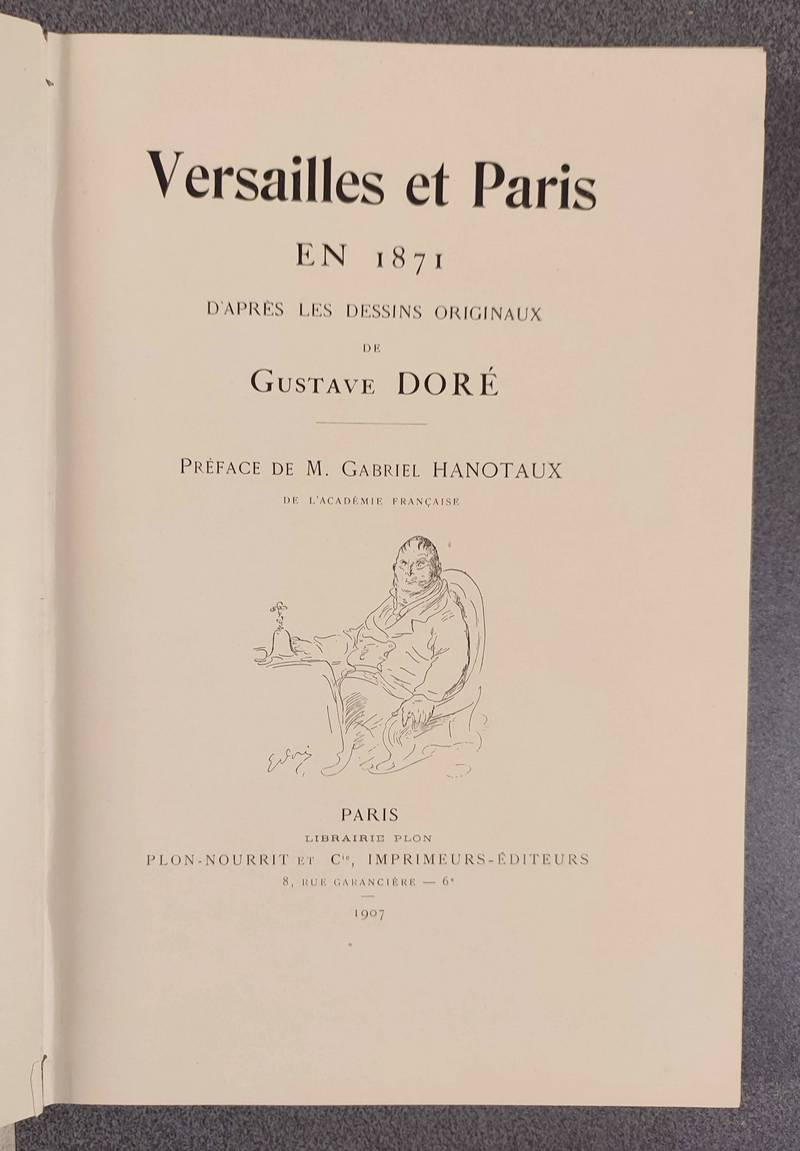 Versailles et Paris
EN 1871
D'APRÈS LES DESSINS ORIGINAUX
DE
GUSTAVE DORÉ
PRÉFACE DE M. GABRIEL HANOTAUX
DE L'ACADÉMIE FRANÇAISE
G. Doré
PARIS
LIBRAIRIE PLON
PLON-NOURRIT ET Cie, IMPRIMEURS-ÉDITEURS
8, RUE GARANCIÈRE — 6e
1907